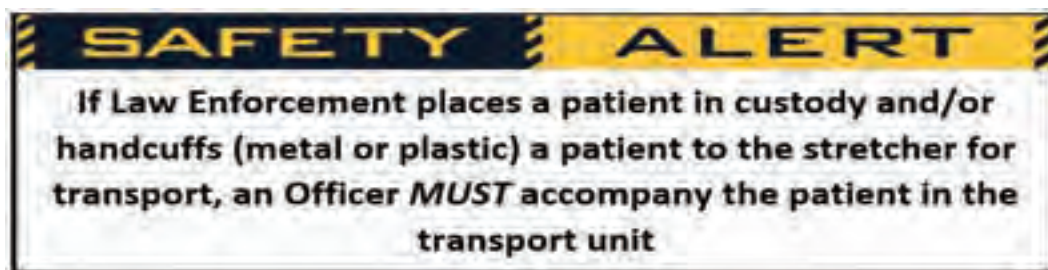 SAFETY ALERT
If Law Enforcement places a patient in custody and/or
handcuffs (metal or plastic) a patient to the stretcher for
transport, an Officer MUST accompany the patient in the
transport unit